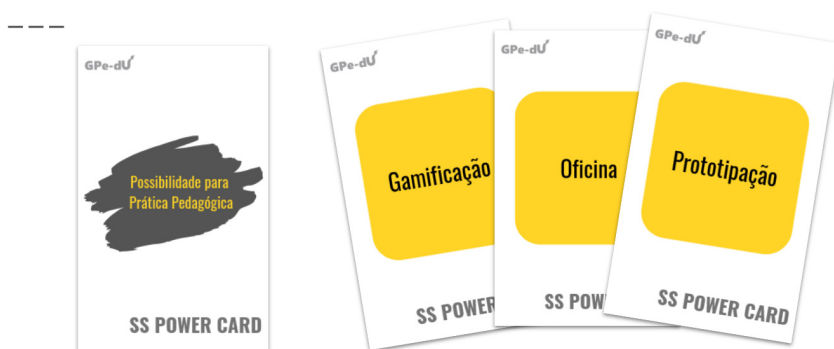 GPe-dU
Possibilidade para
Prática Pedagógica
SS POWER CARD
GPe-dU
Gamificação
SS POWER
GPe-dU
Oficina
SS POW
GPe-dU
Prototipação
SS POWER CARD